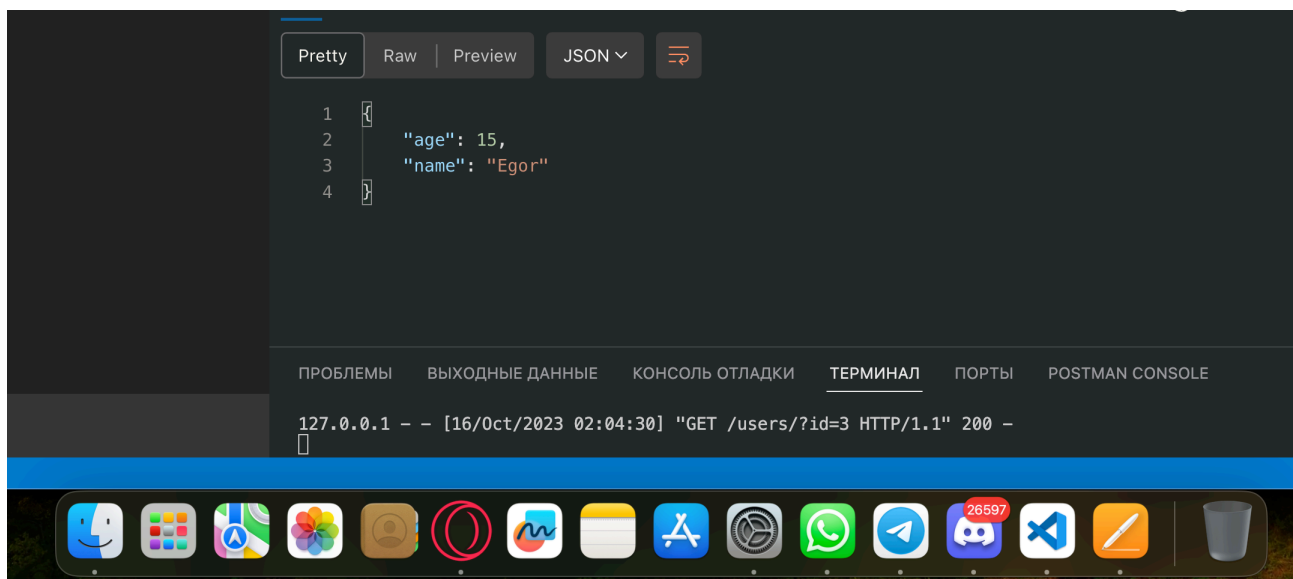 Pretty Raw Preview JSON
1 {
2 "age": 15,
3 "name": "Egor"
4 }
ПРОБЛЕМЫ ВЫХОДНЫЕ ДАННЫЕ КОНСОЛЬ ОТЛАДКИ ТЕРМИНАЛ ПОРТЫ POSTMAN CONSOLE
127.0.0.1 - - [16/Oct/2023 02:04:30] "GET /users/?id=3 HTTP/1.1" 200 -
26597